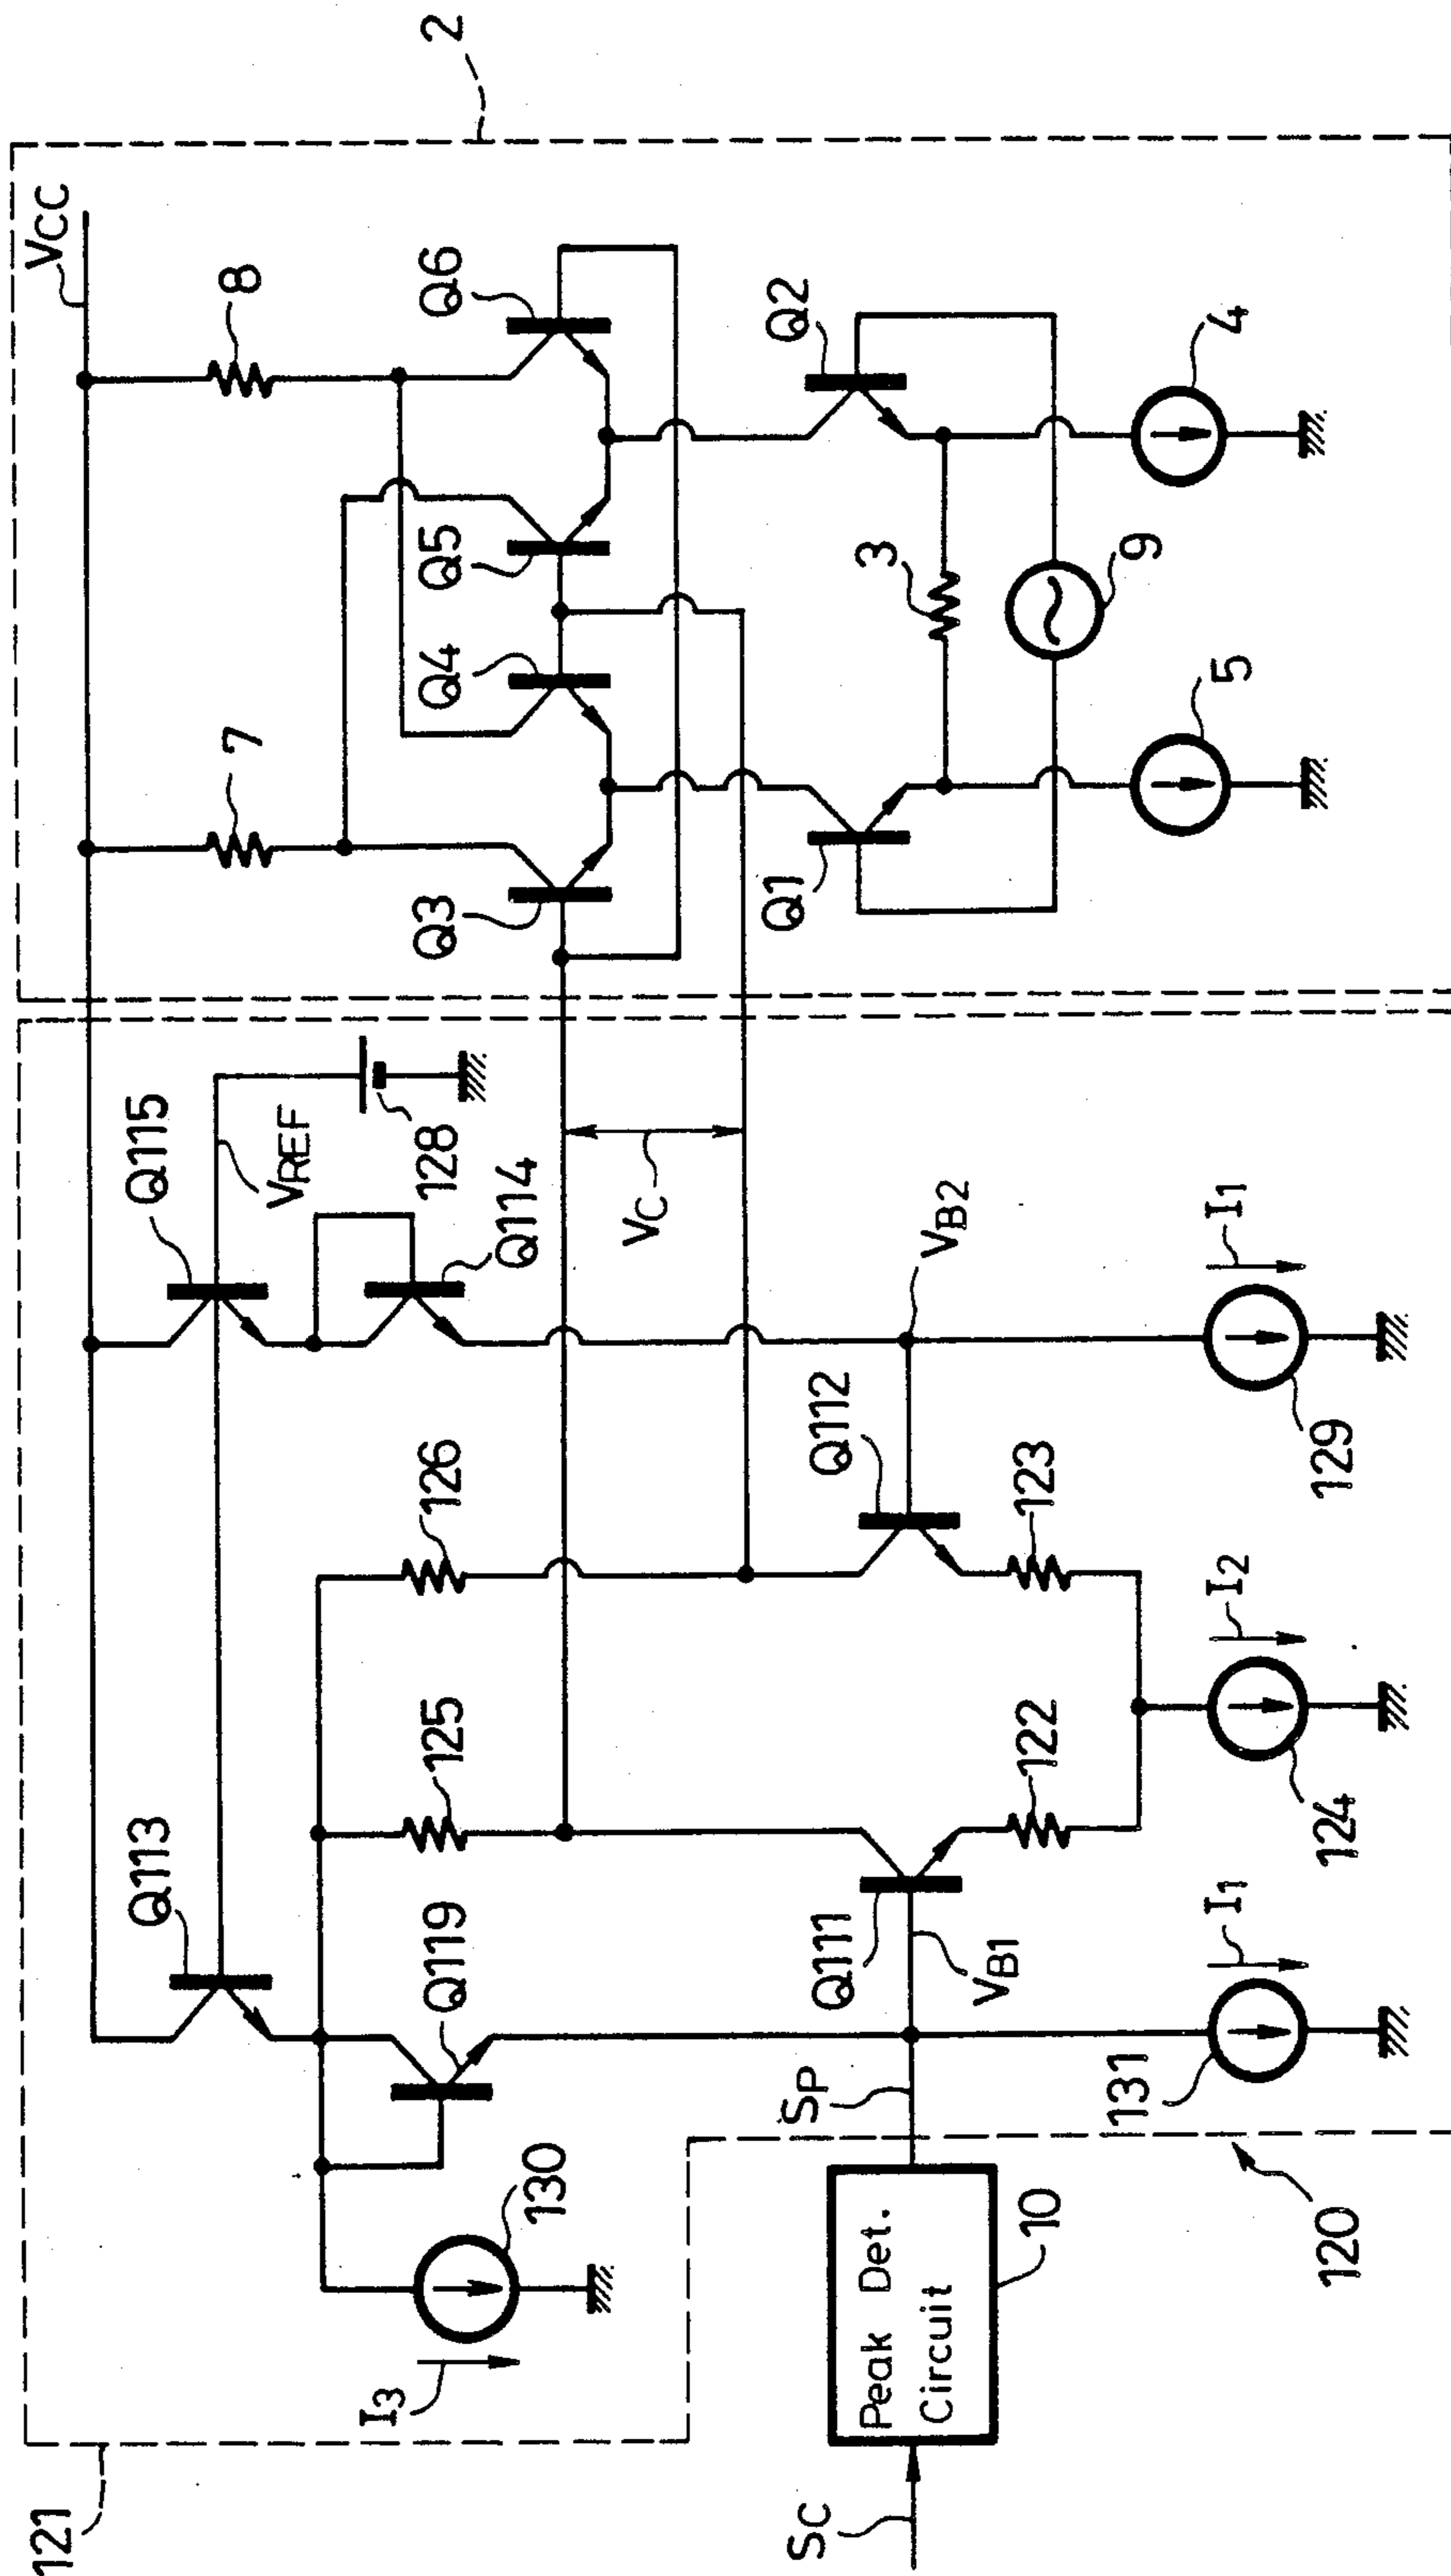 121
2
VCC
Q113
Q115
VREF
128
Q114
I3
130
Q119
125
126
VC
7
8
Q3
Q4
Q5
Q6
SC
Peak Det.
Circuit
10
SP
120
Q111
VB1
Q112
VB2
122
123
131
I1
124
I2
129
I1
Q1
Q2
3
9
5
4